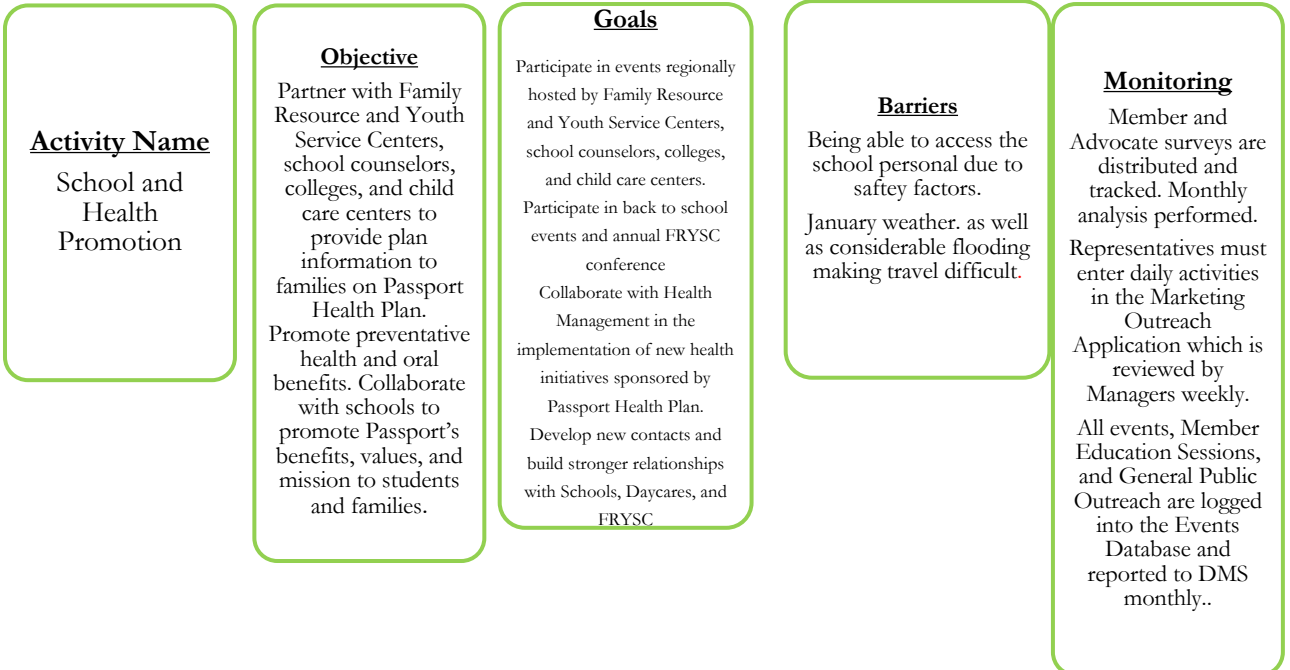 Activity Name
School and
Health
Promotion
Objective
Partner with Family
Resource and Youth
Service Centers,
school counselors,
colleges, and child
care centers to
provide plan
information to
families on Passport
Health Plan.
Promote preventative
health and oral
benefits. Collaborate
with schools to
promote Passport’s
benefits, values, and
mission to students
and families.
Goals
Participate in events regionally
hosted by Family Resource
and Youth Service Centers,
school counselors, colleges,
and child care centers.
Participate in back to school
events and annual FRYSC
conference
Collaborate with Health
Management in the
implementation of new health
initiatives sponsored by
Passport Health Plan.
Develop new contacts and
build stronger relationships
with Schools, Daycares, and
FRYSC
Barriers
Being able to access the
school personal due to
saftey factors.
January weather. as well
as considerable flooding
making travel difficult.
Monitoring
Member and
Advocate surveys are
distributed and
tracked. Monthly
analysis performed.
Representatives must
enter daily activities
in the Marketing
Outreach
Application which is
reviewed by
Managers weekly.
All events, Member
Education Sessions,
and General Public
Outreach are logged
into the Events
Database and
reported to DMS
monthly..